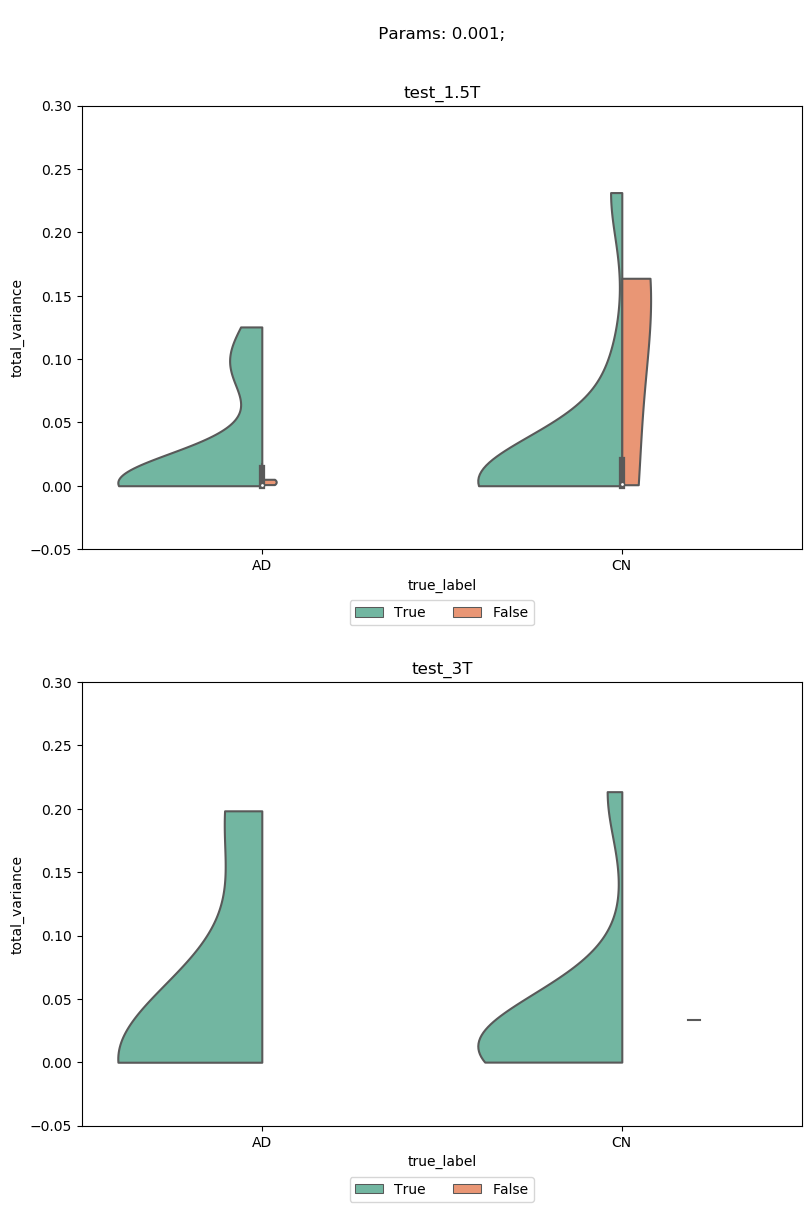 Params: 0.001;
test_1.5T
0.30
0.25
0.20
0.15
0.10
0.05
0.00
−0.05
total_variance
AD CN
true_label
True False
test_3T
0.30
0.25
0.20
0.15
0.10
0.05
0.00
−0.05
total_variance
AD CN
true_label
True False